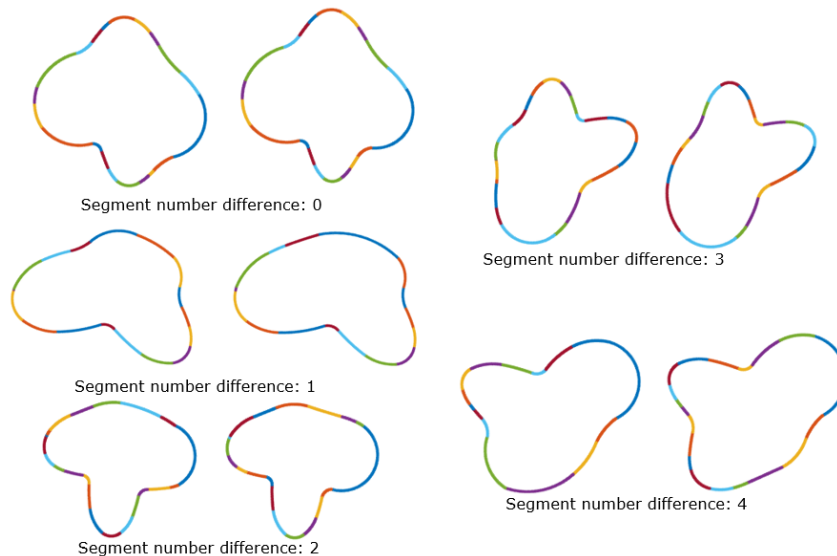 Segment number difference: 0
Segment number difference: 1
Segment number difference: 2
Segment number difference: 3
Segment number difference: 4